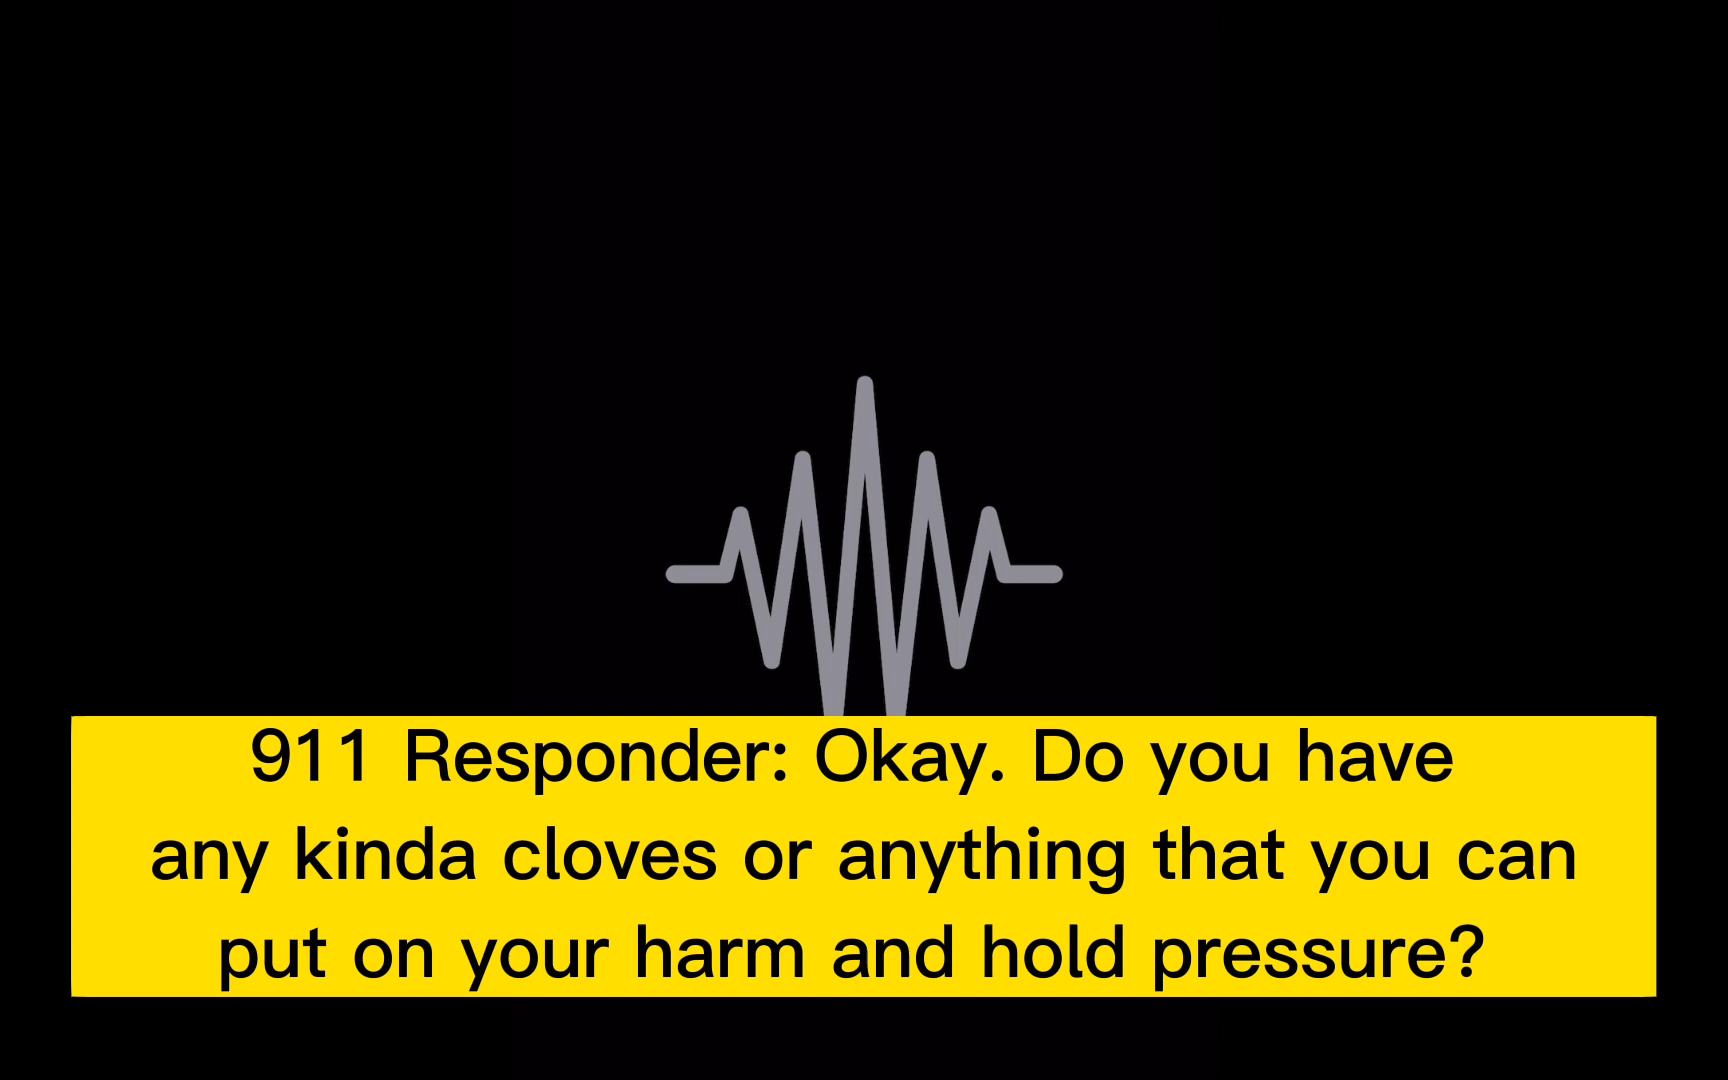 911 Responder: Okay. Do you have
any kinda cloves or anything that you can
put on your harm and hold pressure?